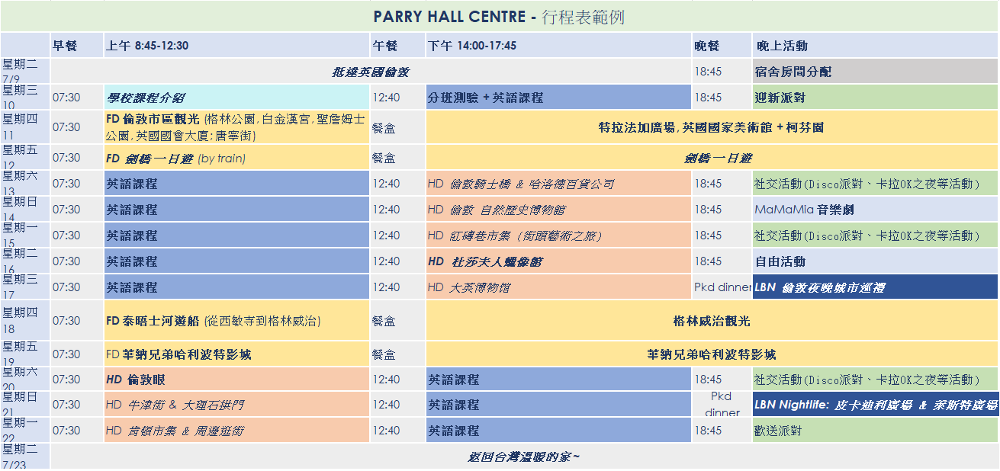 PARRY HALL CENTRE - 行程表範例
早餐 上午 8:45-12:30 午餐 下午 14:00-17:45 晚餐 晚上活動
星期二
7/9 抵達英國倫敦 18:45 宿舍房間分配
星期三
10 07:30 學校課程介紹 12:40 分班測驗 + 英語課程 18:45 迎新派對
星期四
11 07:30 FD 倫敦市區觀光 (格林公園, 白金漢宮, 聖詹姆士
公園, 英國國會大廈; 唐寧街) 餐盒 特拉法加廣場, 英國國家美術館 + 柯芬園
星期五
12 07:30 FD 劍橋一日遊 (by train) 餐盒 劍橋一日遊
星期六
13 07:30 英語課程 12:40 HD 倫敦騎士橋 & 哈洛德百貨公司 18:45 社交活動(Disco派對、卡拉OK之夜等活動)
星期日
14 07:30 英語課程 12:40 HD 倫敦 自然歷史博物館 18:45 MaMaMia 音樂劇
星期一
15 07:30 英語課程 12:40 HD 紅磚巷市集 (街頭藝術之旅) 18:45 社交活動(Disco派對、卡拉OK之夜等活動)
星期二
16 07:30 英語課程 12:40 HD 杜莎夫人蠟像館 18:45 自由活動
星期三
17 07:30 英語課程 12:40 HD 大英博物馆 Pkd dinner LBN 倫敦夜晚城市巡禮
星期四
18 07:30 FD 泰晤士河遊船 (從西敏寺到格林威治) 餐盒 格林威治觀光
星期五
19 07:30 FD 華納兄弟哈利波特影城 餐盒 華納兄弟哈利波特影城
星期六
20 07:30 HD 倫敦眼 12:40 英語課程 18:45 社交活動(Disco派對、卡拉OK之夜等活動)
星期日
21 07:30 HD 牛津街 & 大理石拱門 12:40 英語課程 Pkd
dinner LBN Nightlife: 皮卡迪利廣場 & 萊斯特廣場
星期一
22 07:30 HD 肯頓市集 & 周邊逛街 12:40 英語課程 18:45 歡送派對
星期二
7/23 返回台灣溫暖的家~